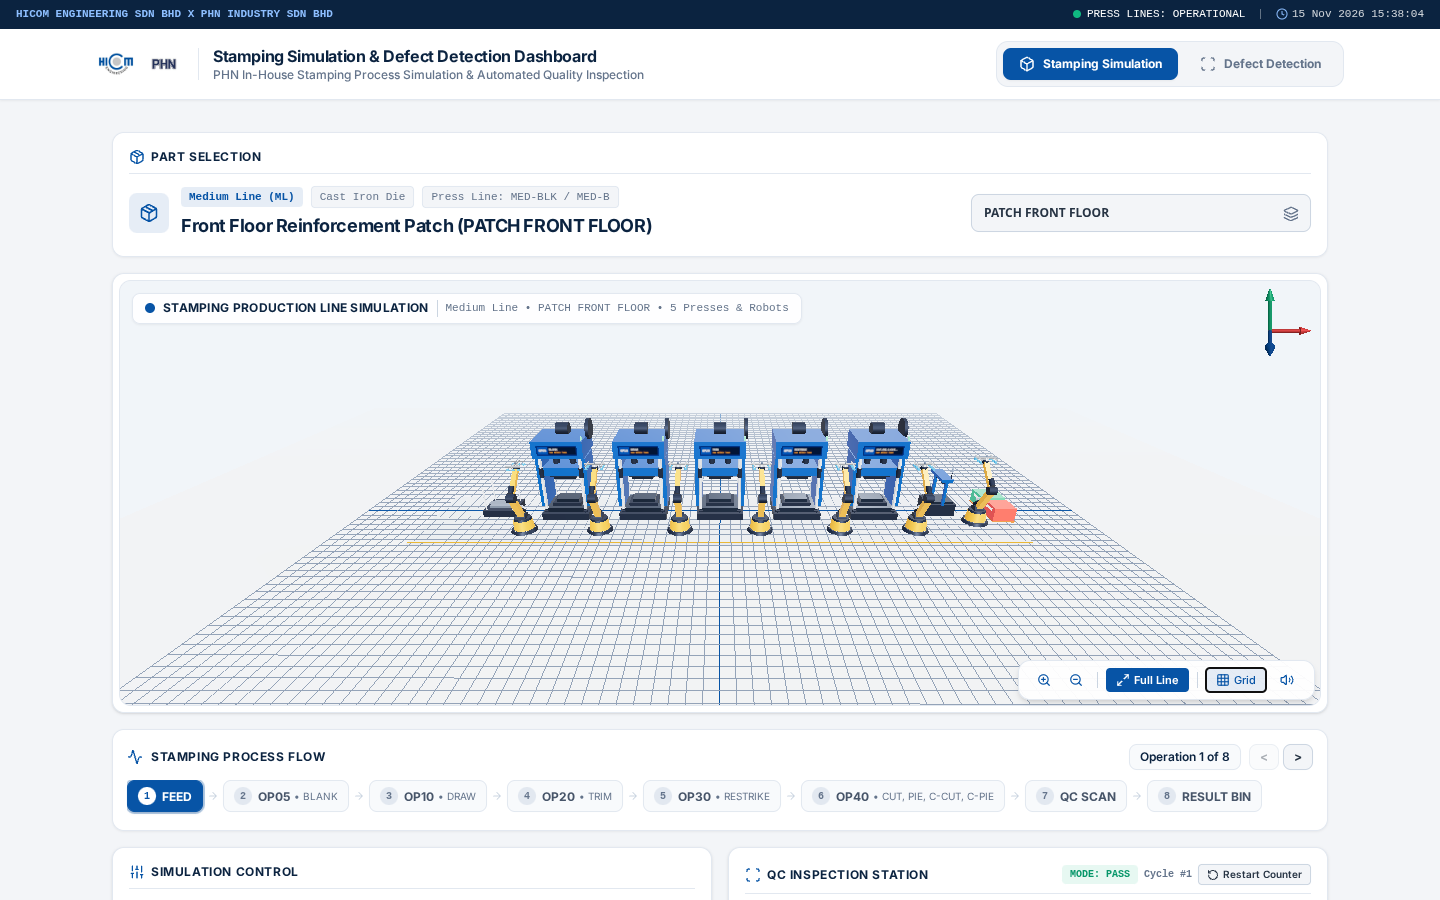 HICOM ENGINEERING SDN BHD X PHN INDUSTRY SDN BHD
PRESS LINES: OPERATIONAL | 15 Nov 2026 15:38:04
HICOM PHN
Stamping Simulation & Defect Detection Dashboard
PHN In-House Stamping Process Simulation & Automated Quality Inspection
Stamping Simulation
Defect Detection
PART SELECTION
Medium Line (ML)
Cast Iron Die
Press Line: MED-BLK / MED-B
Front Floor Reinforcement Patch (PATCH FRONT FLOOR)
PATCH FRONT FLOOR
STAMPING PRODUCTION LINE SIMULATION
Medium Line • PATCH FRONT FLOOR • 5 Presses & Robots
Full Line
Grid
STAMPING PROCESS FLOW
Operation 1 of 8
<
>
1 FEED
2 OP05 • BLANK
3 OP10 • DRAW
4 OP20 • TRIM
5 OP30 • RESTRIKE
6 OP40 • CUT, PIE, C-CUT, C-PIE
7 QC SCAN
8 RESULT BIN
SIMULATION CONTROL
QC INSPECTION STATION
MODE: PASS
Cycle #1
Restart Counter